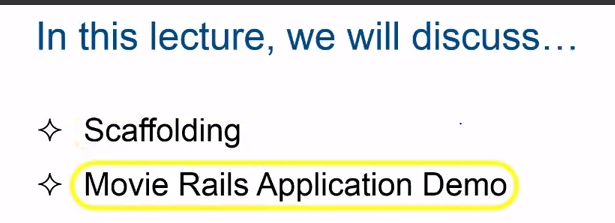 In this lecture, we will discuss…
✧ Scaffolding
✧ Movie Rails Application Demo